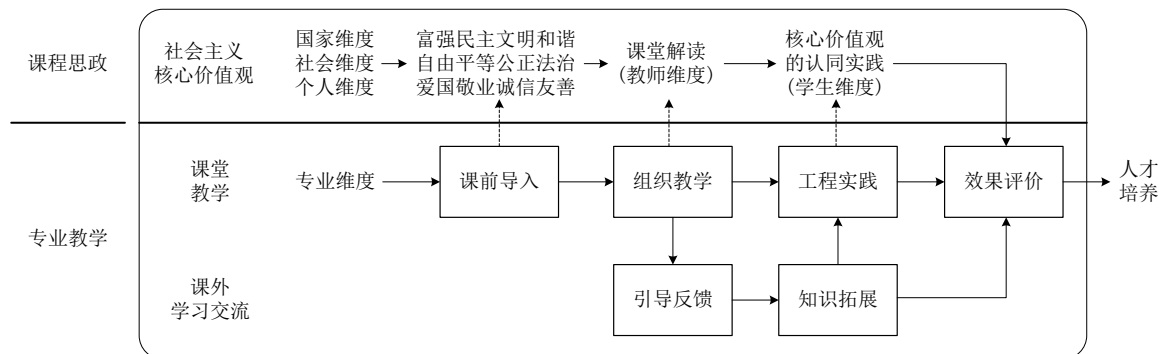 课程思政
社会主义
核心价值观
国家维度
社会维度
个人维度
富强民主文明和谐
自由平等公正法治
爱国敬业诚信友善
课堂解读
(教师维度)
核心价值观
的认同实践
(学生维度)
专业教学
课堂
教学
专业维度
课前导入
组织教学
工程实践
效果评价
人才
培养
课外
学习交流
引导反馈
知识拓展